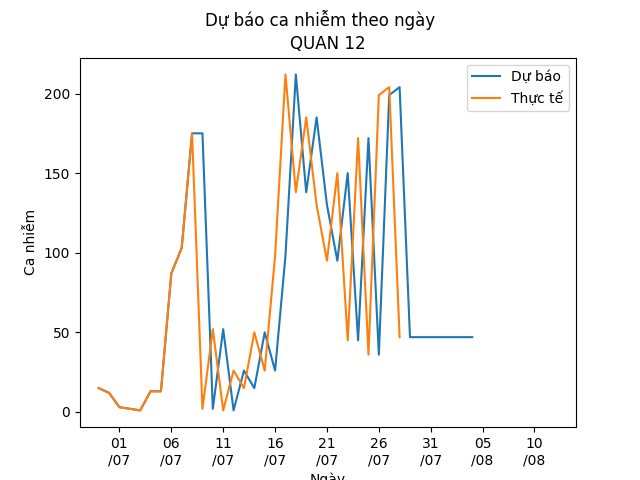 Dự báo ca nhiễm theo ngày
QUAN 12
Dự báo
Thực tế
Ca nhiễm
200
150
100
50
0
01 06 11 16 21 26 31 05 10
/07 /07 /07 /07 /07 /07 /07 /08 /08
Ngày